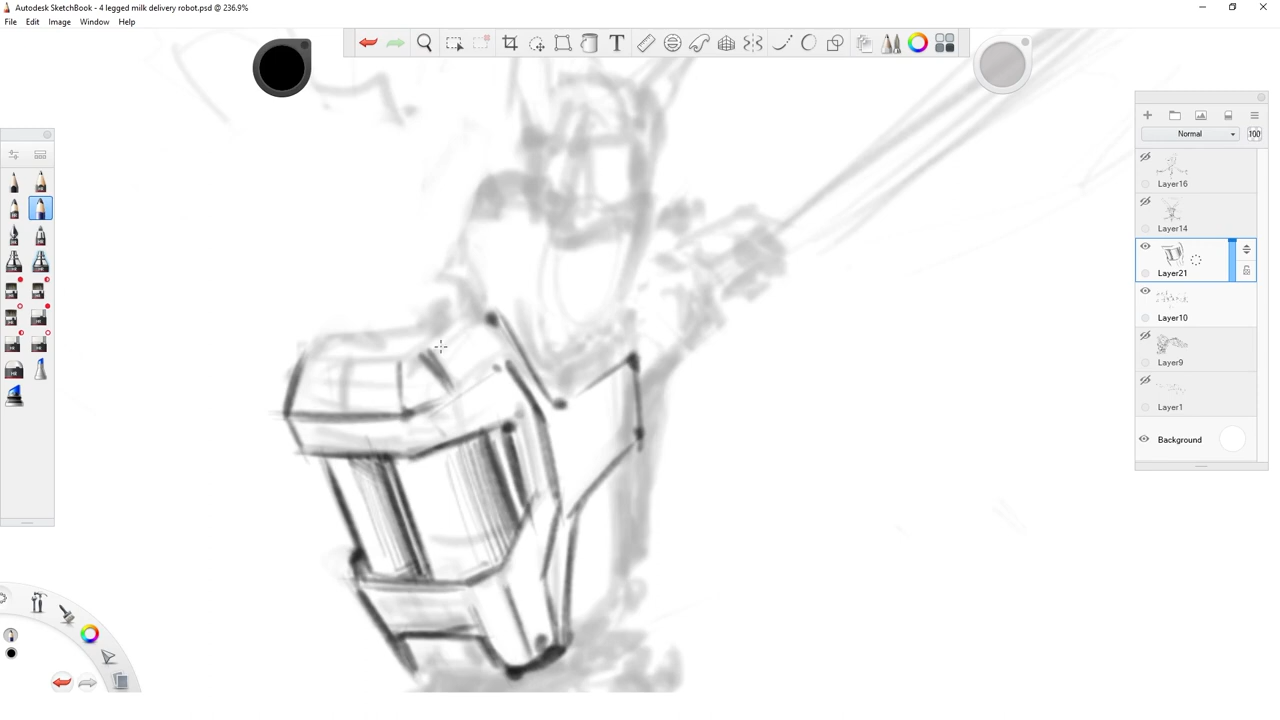 Autodesk SketchBook - 4 legged milk delivery robot.psd @ 236.9%
File Edit Image Window Help
Normal 100
Layer16
Layer14
Layer21
Layer10
Layer9
Layer1
Background